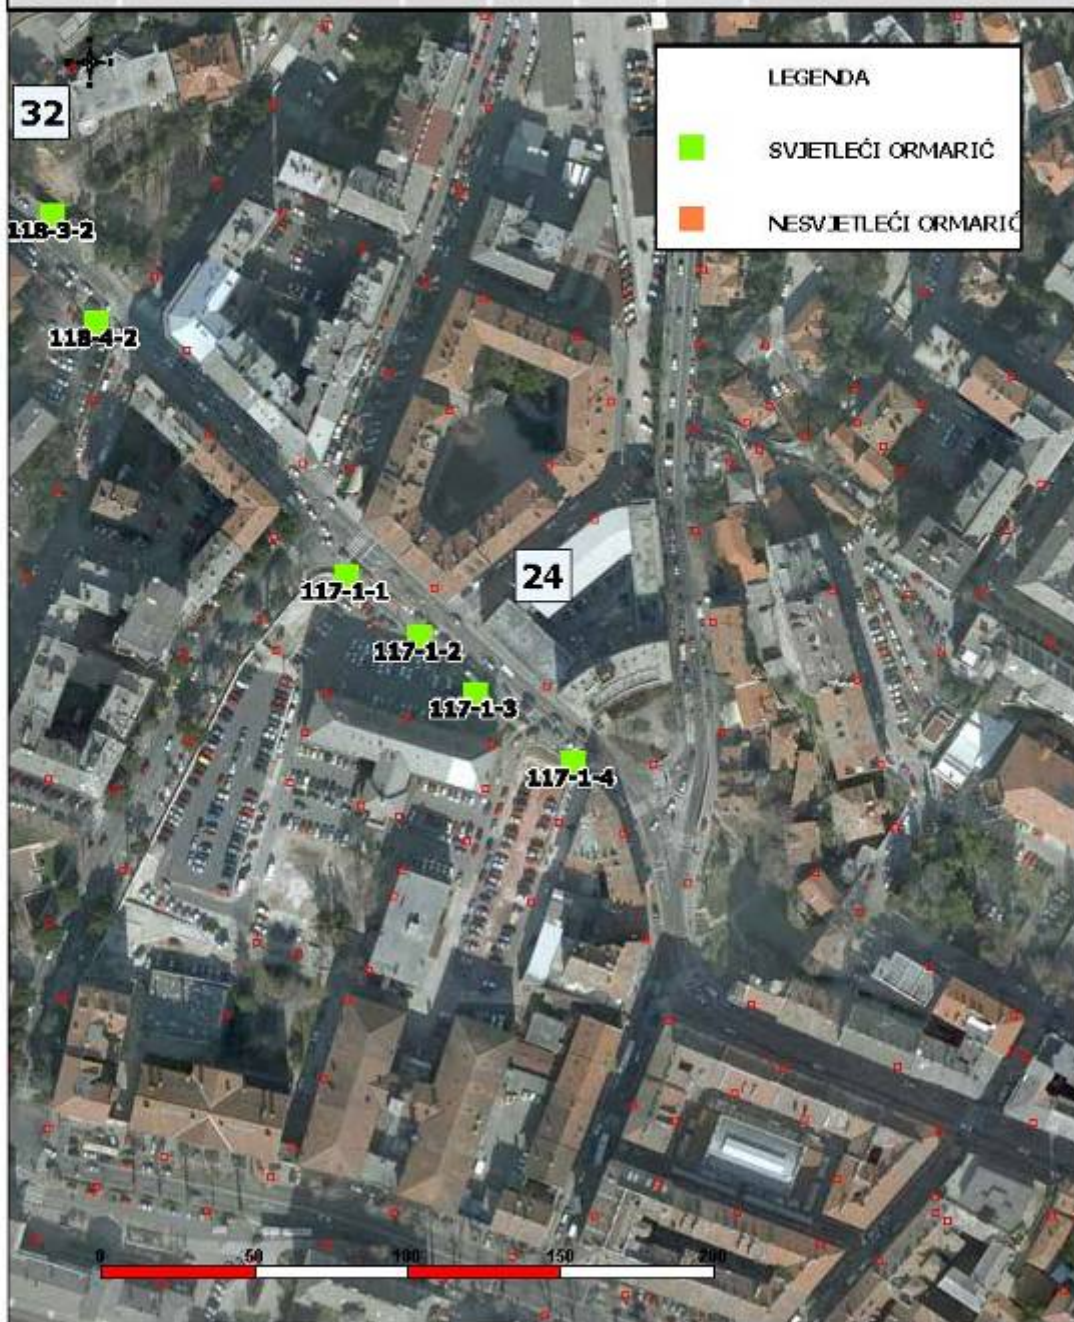 LEGENDA
32
SVJETLEĆI ORMARIĆ
NESVJETLEĆI ORMARIĆ
118-3-2
118-4-2
24
117-1-1
117-1-2
117-1-3
117-1-4
0 50 100 150 200